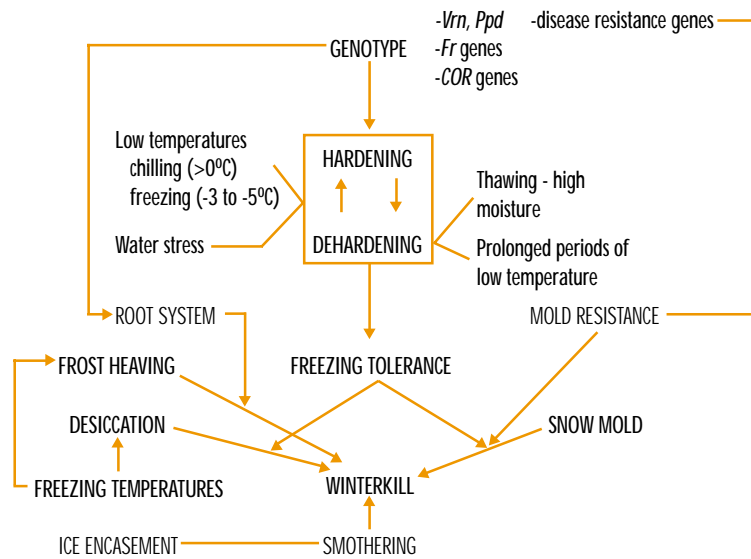 -Vrn, Ppd -disease resistance genes
GENOTYPE
-Fr genes
-COR genes
Low temperatures
chilling (>0ºC)
freezing (-3 to -5ºC)
Water stress
HARDENING
DEHARDENING
Thawing - high
moisture
Prolonged periods of
low temperature
ROOT SYSTEM
MOLD RESISTANCE
FROST HEAVING
FREEZING TOLERANCE
DESICCATION
SNOW MOLD
FREEZING TEMPERATURES
WINTERKILL
ICE ENCASEMENT
SMOTHERING